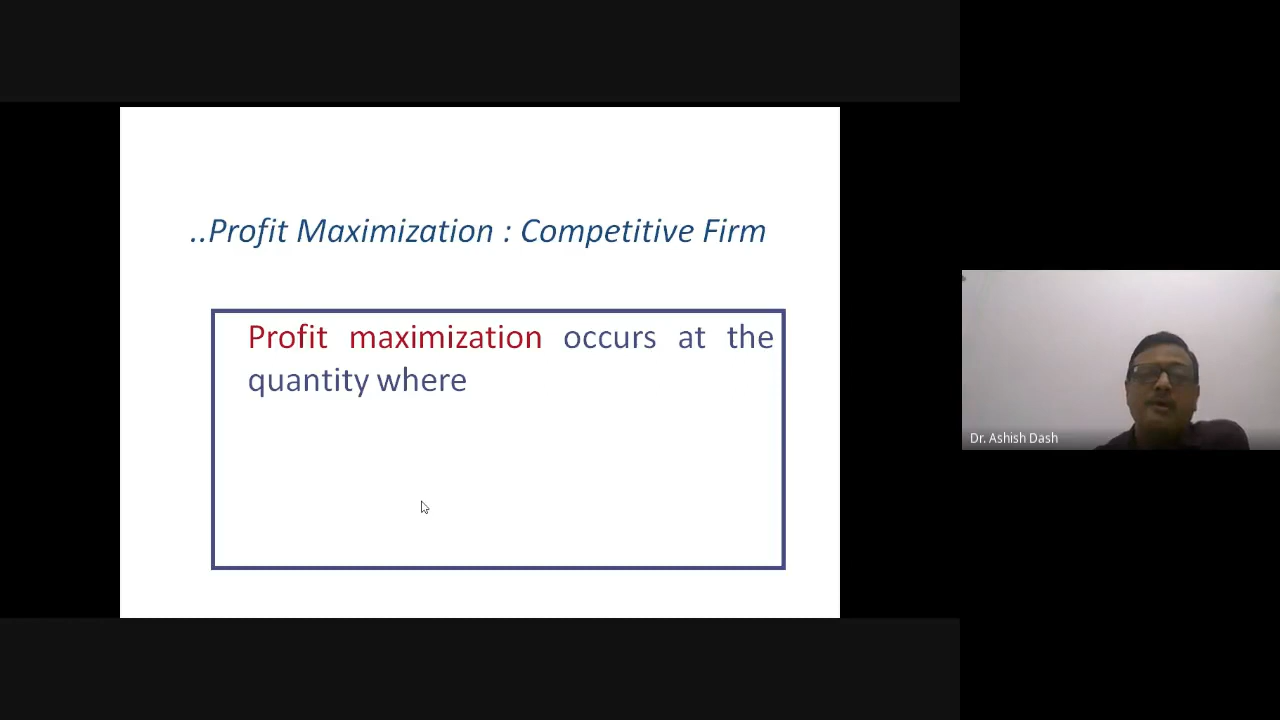 ..Profit Maximization : Competitive Firm
Profit maximization occurs at the
quantity where
Dr. Ashish Dash